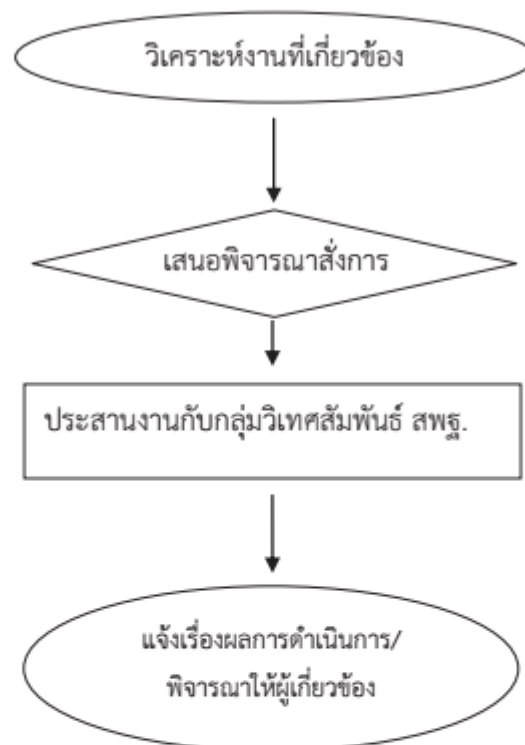 วิเคราะห์งานที่เกี่ยวข้อง
เสนอพิจารณาสั่งการ
ประสานงานกับกลุ่มวิเทศสัมพันธ์ สพฐ.
แจ้งเรื่องผลการดำเนินการ/
พิจารณาให้ผู้เกี่ยวข้อง